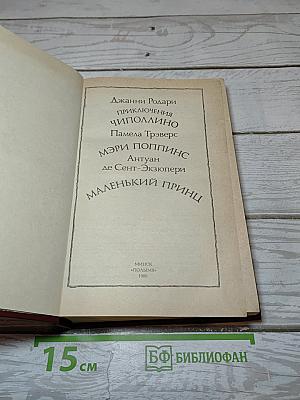 Джанни Родари
ПРИКЛЮЧЕНИЯ
ЧИПОЛЛИНО
Памела Трэверс
МЭРИ ПОППИНС
Антуан
де Сент-Экзюпери
МАЛЕНЬКИЙ ПРИНЦ
МИНСК
«ПОЛЫМЯ»
15 см
БФ БИБЛИОФАН